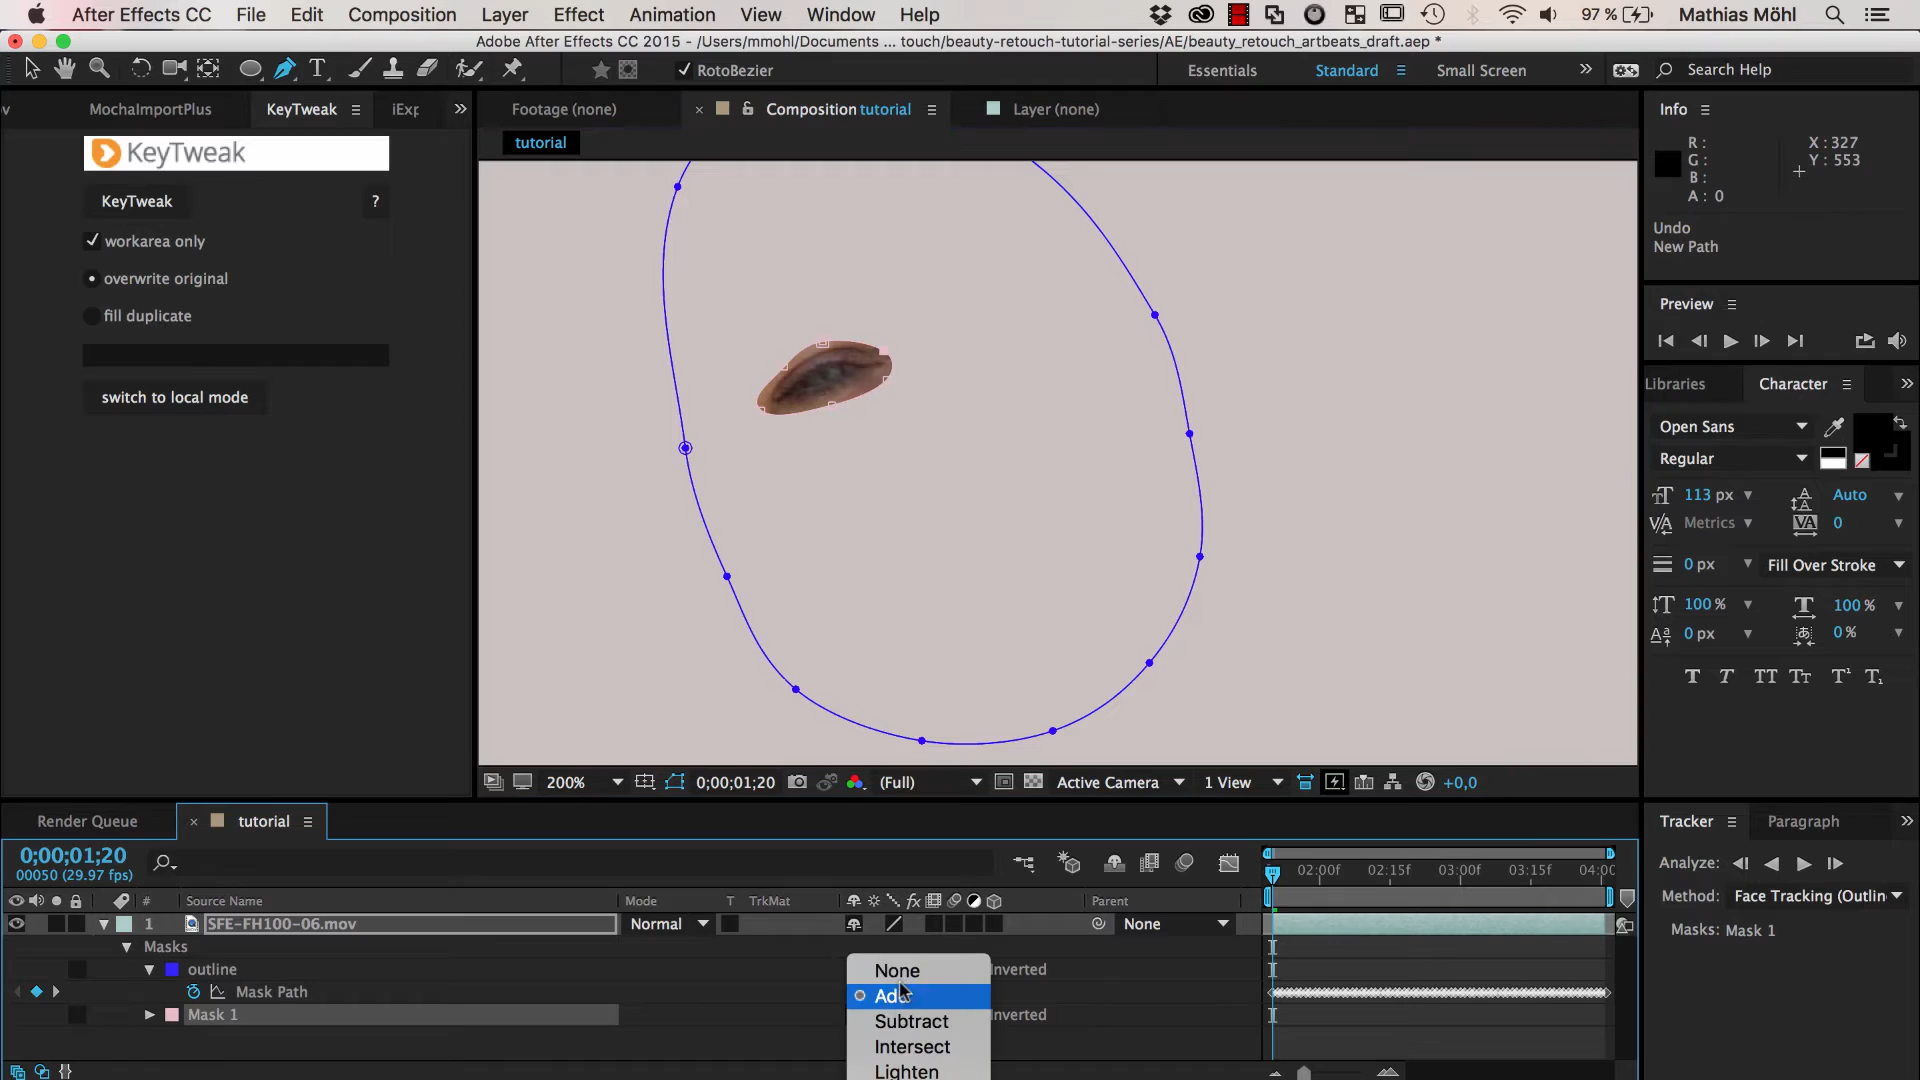 After Effects CC File Edit Composition Layer Effect Animation View Window Help 97 % Mathias Möhl
Adobe After Effects CC 2015 - /Users/mmohl/Documents ... touch/beauty-retouch-tutorial-series/AE/beauty_retouch_artbeats_draft.aep *
RotoBezier Essentials Standard Small Screen Search Help
MochaImportPlus KeyTweak iExp
Footage (none) Composition tutorial Layer (none)
tutorial
KeyTweak
KeyTweak ?
workarea only
overwrite original
fill duplicate
switch to local mode
Info
R: X: 327
G: Y: 553
B:
A: 0
Undo
New Path
Preview
Libraries Character
Open Sans
Regular
113 px Auto
Metrics 0
0 px Fill Over Stroke
100 % 100 %
0 px 0 %
T T TT Tt T¹ T₁
200% 0;00;01;20 (Full) Active Camera 1 View +0,0
Render Queue tutorial
0;00;01;20
00050 (29.97 fps)
02:00f 02:15f 03:00f 03:15f 04:00
# Source Name Mode T TrkMat Parent
1 SFE-FH100-06.mov Normal None
Masks
outline Inverted
Mask Path
Mask 1 Inverted
None
Add
Subtract
Intersect
Lighten
Tracker Paragraph
Analyze:
Method: Face Tracking (Outlin
Masks: Mask 1